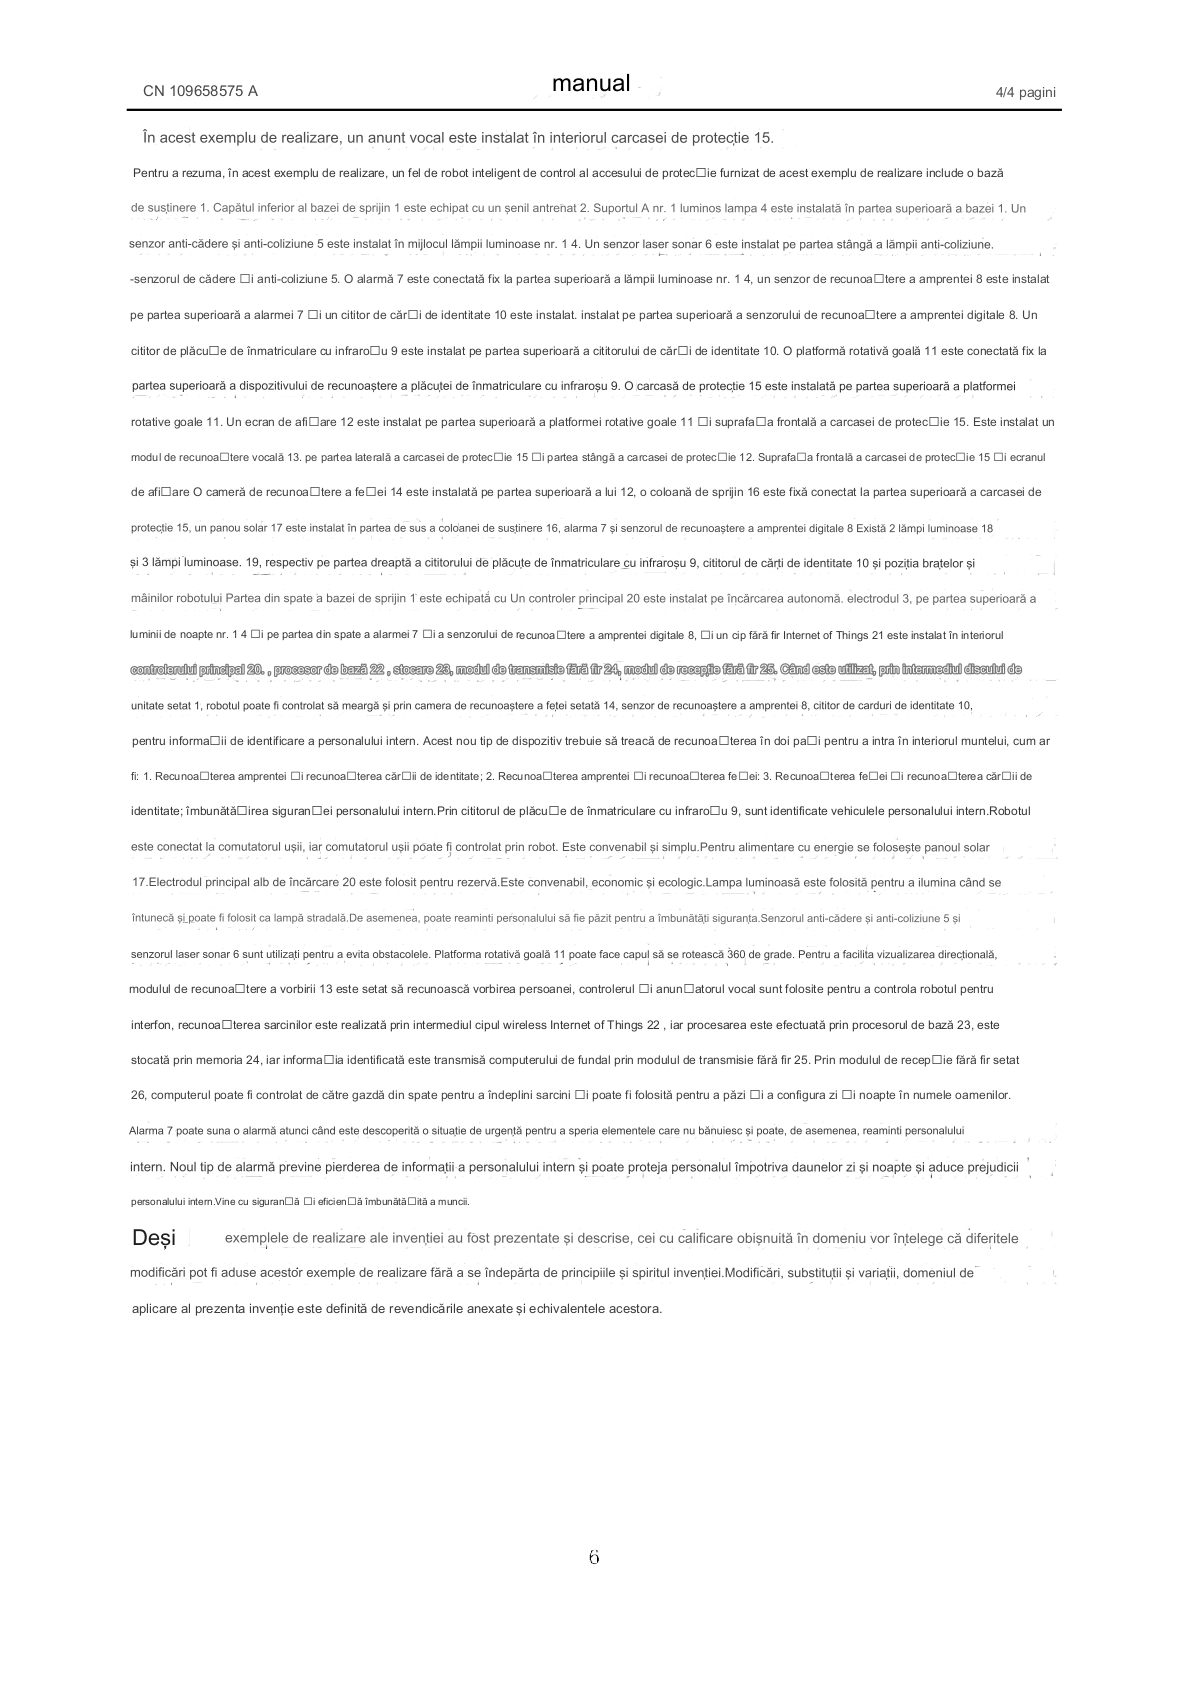 CN 109658575 A
manual
4/4 pagini
În acest exemplu de realizare, un anunt vocal este instalat în interiorul carcasei de protecție 15.
Pentru a rezuma, în acest exemplu de realizare, un fel de robot inteligent de control al accesului de protec□ie furnizat de acest exemplu de realizare include o bază
de susținere 1. Capătul inferior al bazei de sprijin 1 este echipat cu un șenil antrenat 2. Suportul A nr. 1 luminos lampa 4 este instalată în partea superioară a bazei 1. Un
senzor anti-cădere și anti-coliziune 5 este instalat în mijlocul lămpii luminoase nr. 1 4. Un senzor laser sonar 6 este instalat pe partea stângă a lămpii anti-coliziune.
-senzorul de cădere □i anti-coliziune 5. O alarmă 7 este conectată fix la partea superioară a lămpii luminoase nr. 1 4, un senzor de recunoa□tere a amprentei 8 este instalat
pe partea superioară a alarmei 7 □i un cititor de căr□i de identitate 10 este instalat. instalat pe partea superioară a senzorului de recunoa□tere a amprentei digitale 8. Un
cititor de plăcu□e de înmatriculare cu infraro□u 9 este instalat pe partea superioară a cititorului de căr□i de identitate 10. O platformă rotativă goală 11 este conectată fix la
partea superioară a dispozitivului de recunoaștere a plăcuței de înmatriculare cu infraroșu 9. O carcasă de protecție 15 este instalată pe partea superioară a platformei
rotative goale 11. Un ecran de afi□are 12 este instalat pe partea superioară a platformei rotative goale 11 □i suprafa□a frontală a carcasei de protec□ie 15. Este instalat un
modul de recunoa□tere vocală 13. pe partea laterală a carcasei de protec□ie 15 □i partea stângă a carcasei de protec□ie 12. Suprafa□a frontală a carcasei de protec□ie 15 □i ecranul
de afi□are O cameră de recunoa□tere a fe□ei 14 este instalată pe partea superioară a lui 12, o coloană de sprijin 16 este fixă conectat la partea superioară a carcasei de
protecție 15, un panou solar 17 este instalat în partea de sus a coloanei de susținere 16, alarma 7 și senzorul de recunoaștere a amprentei digitale 8 Există 2 lămpi luminoase 18
și 3 lămpi luminoase. 19, respectiv pe partea dreaptă a cititorului de plăcuțe de înmatriculare cu infraroșu 9, cititorul de cărți de identitate 10 și poziția brațelor și
mâinilor robotului Partea din spate a bazei de sprijin 1 este echipată cu Un controler principal 20 este instalat pe încărcarea autonomă. electrodul 3, pe partea superioară a
luminii de noapte nr. 1 4 □i pe partea din spate a alarmei 7 □i a senzorului de recunoa□tere a amprentei digitale 8, □i un cip fără fir Internet of Things 21 este instalat în interiorul
controlerului principal 20. , procesor de bază 22 , stocare 23, modul de transmisie fără fir 24, modul de recepție fără fir 25. Când este utilizat, prin intermediul discului de
unitate setat 1, robotul poate fi controlat să meargă și prin camera de recunoaștere a feței setată 14, senzor de recunoaștere a amprentei 8, cititor de carduri de identitate 10,
pentru informa□ii de identificare a personalului intern. Acest nou tip de dispozitiv trebuie să treacă de recunoa□terea în doi pa□i pentru a intra în interiorul muntelui, cum ar
fi: 1. Recunoa□terea amprentei □i recunoa□terea căr□ii de identitate; 2. Recunoa□terea amprentei □i recunoa□terea fe□ei: 3. Recunoa□terea fe□ei □i recunoa□terea căr□ii de
identitate; îmbunătă□irea siguran□ei personalului intern.Prin cititorul de plăcu□e de înmatriculare cu infraro□u 9, sunt identificate vehiculele personalului intern.Robotul
este conectat la comutatorul ușii, iar comutatorul ușii poate fi controlat prin robot. Este convenabil și simplu.Pentru alimentare cu energie se folosește panoul solar
17.Electrodul principal alb de încărcare 20 este folosit pentru rezervă.Este convenabil, economic și ecologic.Lampa luminoasă este folosită pentru a ilumina când se
întunecă și poate fi folosit ca lampă stradală.De asemenea, poate reaminti personalului să fie păzit pentru a îmbunătăți siguranța.Senzorul anti-cădere și anti-coliziune 5 și
senzorul laser sonar 6 sunt utilizați pentru a evita obstacolele. Platforma rotativă goală 11 poate face capul să se rotească 360 de grade. Pentru a facilita vizualizarea direcțională,
modulul de recunoa□tere a vorbirii 13 este setat să recunoască vorbirea persoanei, controlerul □i anun□atorul vocal sunt folosite pentru a controla robotul pentru
interfon, recunoa□terea sarcinilor este realizată prin intermediul cipul wireless Internet of Things 22 , iar procesarea este efectuată prin procesorul de bază 23, este
stocată prin memoria 24, iar informa□ia identificată este transmisă computerului de fundal prin modulul de transmisie fără fir 25. Prin modulul de recep□ie fără fir setat
26, computerul poate fi controlat de către gazdă din spate pentru a îndeplini sarcini □i poate fi folosită pentru a păzi □i a configura zi □i noapte în numele oamenilor.
Alarma 7 poate suna o alarmă atunci când este descoperită o situație de urgență pentru a speria elementele care nu bănuiesc și poate, de asemenea, reaminti personalului
intern. Noul tip de alarmă previne pierderea de informații a personalului intern și poate proteja personalul împotriva daunelor zi și noapte și aduce prejudicii
personalului intern.Vine cu siguran□ă □i eficien□ă îmbunătă□ită a muncii.
Deși exemplele de realizare ale invenției au fost prezentate și descrise, cei cu calificare obișnuită în domeniu vor înțelege că diferitele
modificări pot fi aduse acestor exemple de realizare fără a se îndepărta de principiile și spiritul invenției.Modificări, substituții și variații, domeniul de
aplicare al prezenta invenție este definită de revendicările anexate și echivalentele acestora.
6